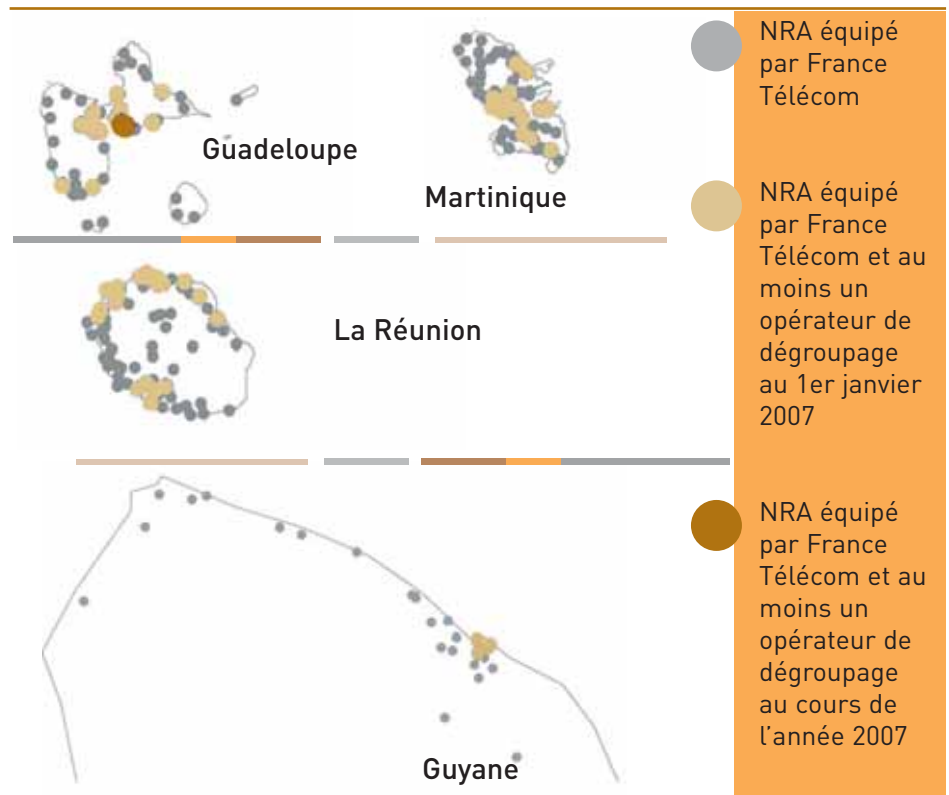 NRA équipé
par France
Télécom
Guadeloupe
Martinique
NRA équipé
par France
Télécom et au
moins un
opérateur de
dégroupage
au 1er janvier
2007
La Réunion
NRA équipé
par France
Télécom et au
moins un
opérateur de
dégroupage
au cours de
l'année 2007
Guyane